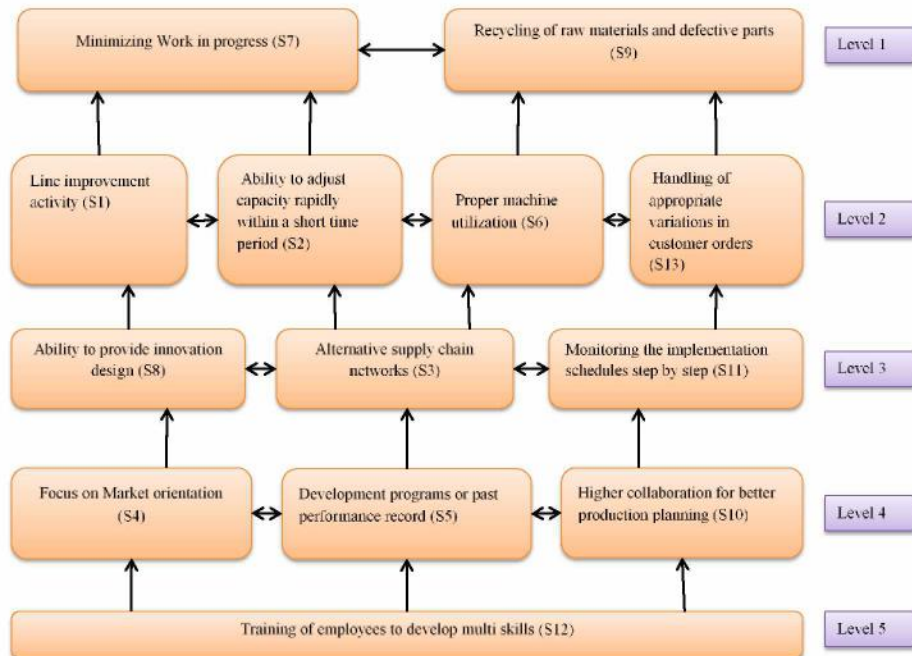 Minimizing Work in progress (S7)
Recycling of raw materials and defective parts
(S9)
Level 1
Line improvement
activity (S1)
Ability to adjust
capacity rapidly
within a short time
period (S2)
Proper machine
utilization (S6)
Handling of
appropriate
variations in
customer orders
(S13)
Level 2
Ability to provide innovation
design (S8)
Alternative supply chain
networks (S3)
Monitoring the implementation
schedules step by step (S11)
Level 3
Focus on Market orientation
(S4)
Development programs or past
performance record (S5)
Higher collaboration for better
production planning (S10)
Level 4
Training of employees to develop multi skills (S12)
Level 5